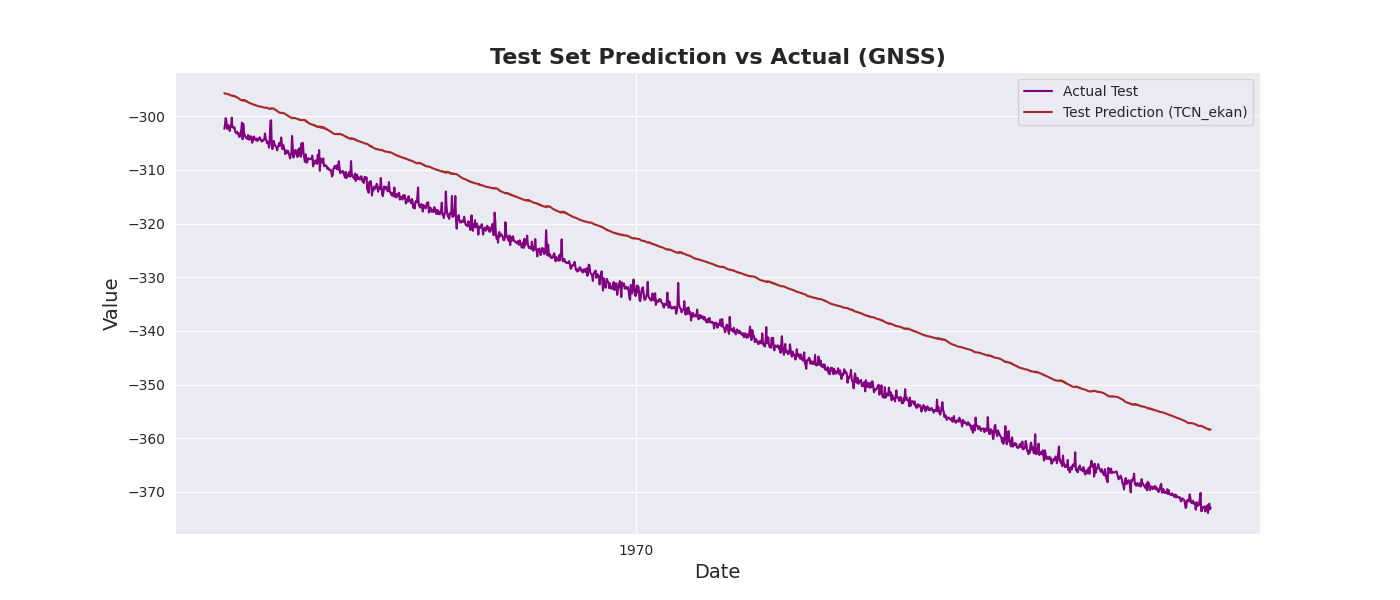 Test Set Prediction vs Actual (GNSS)
Actual Test
Test Prediction (TCN_ekan)
−300
−310
−320
−330
−340
−350
−360
−370
Value
1970
Date